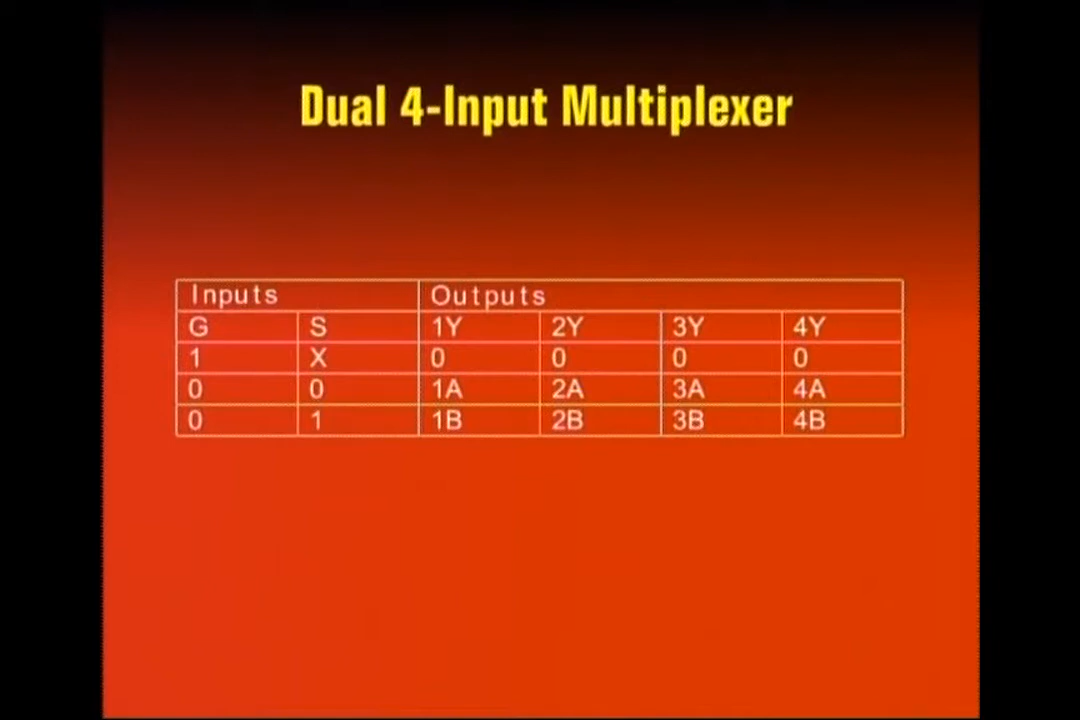 Dual 4-Input Multiplexer
Inputs Outputs
G S 1Y 2Y 3Y 4Y
1 X 0 0 0 0
0 0 1A 2A 3A 4A
0 1 1B 2B 3B 4B